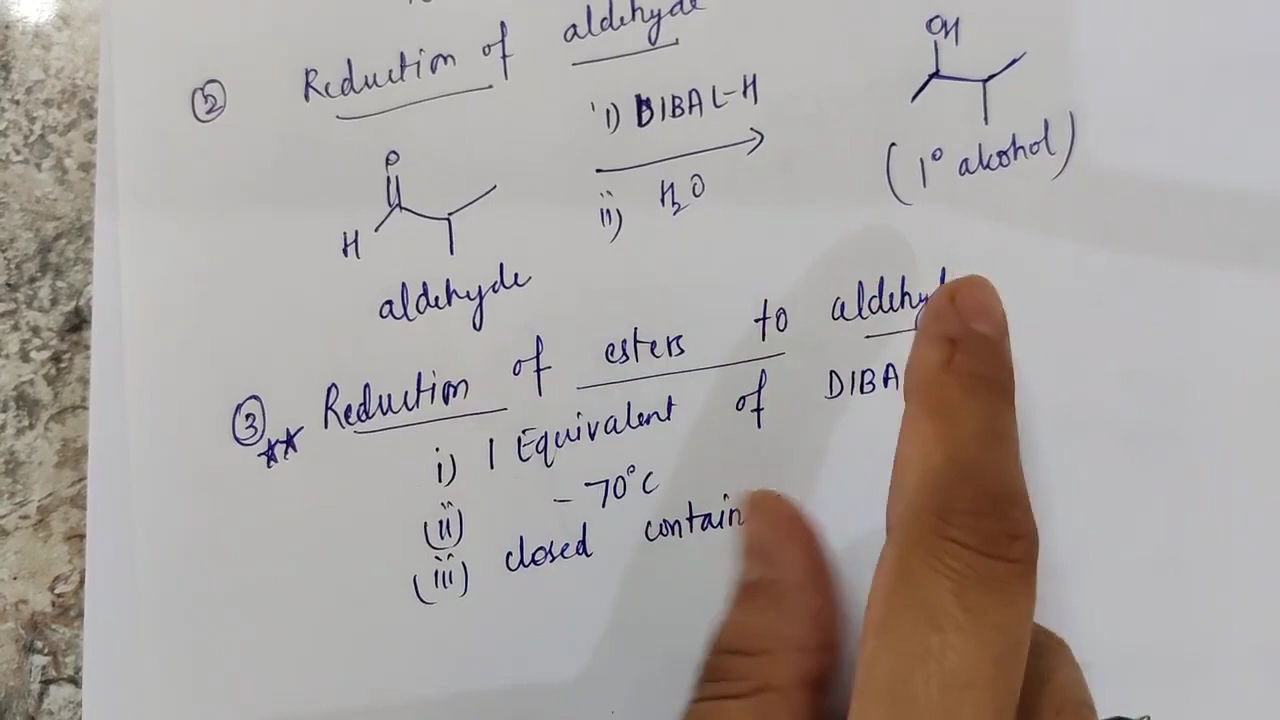 ② Reduction of aldehyde
i) DIBAL-H
ii) H₂O
O
H
OH
aldehyde
(1° alcohol)
③ ** Reduction of esters to
i) 1 Equivalent of
(ii) -70°C
(iii) closed